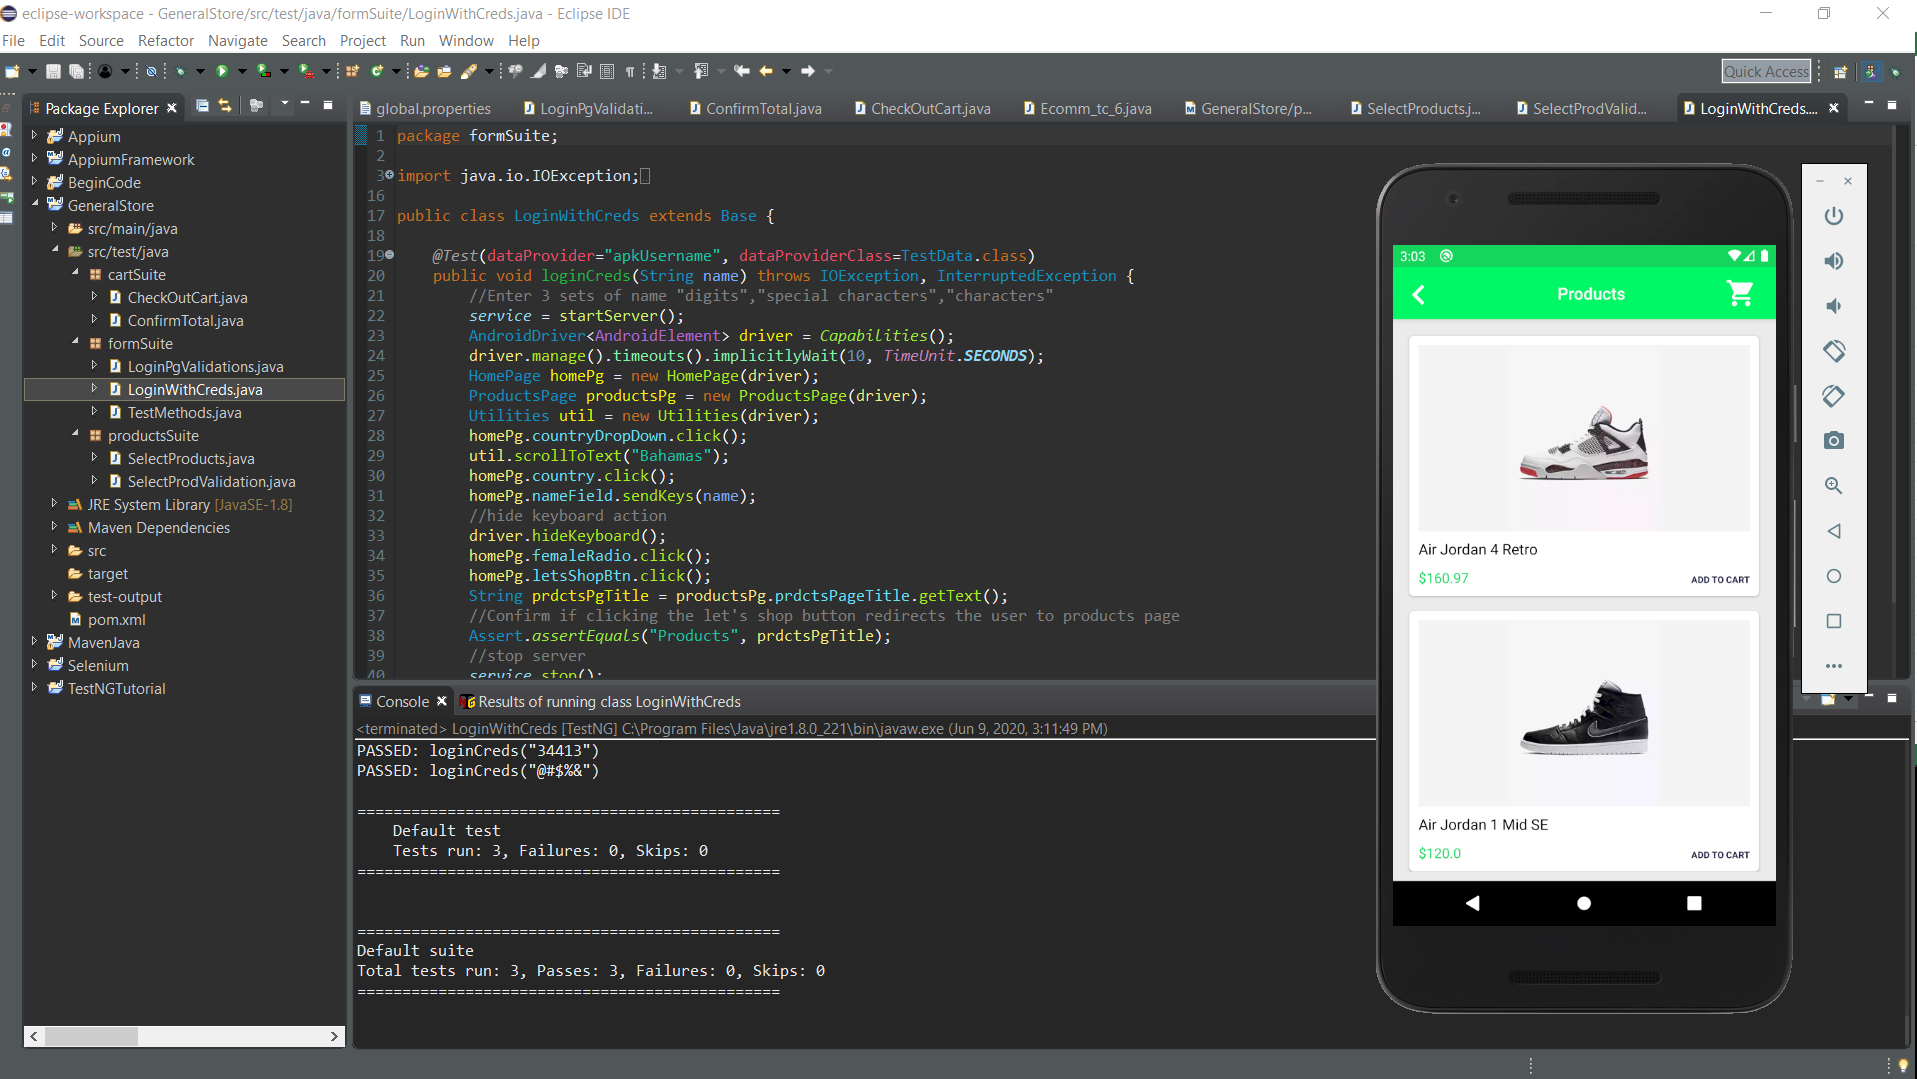 eclipse-workspace - GeneralStore/src/test/java/formSuite/LoginWithCreds.java - Eclipse IDE
File Edit Source Refactor Navigate Search Project Run Window Help
Quick Access
Package Explorer
Appium
AppiumFramework
BeginCode
GeneralStore
src/main/java
src/test/java
cartSuite
CheckOutCart.java
ConfirmTotal.java
formSuite
LoginPgValidations.java
LoginWithCreds.java
TestMethods.java
productsSuite
SelectProducts.java
SelectProdValidation.java
JRE System Library [JavaSE-1.8]
Maven Dependencies
src
target
test-output
pom.xml
MavenJava
Selenium
TestNGTutorial
global.properties LoginPgValidati... ConfirmTotal.java CheckOutCart.java Ecomm_tc_6.java GeneralStore/p... SelectProducts.j... SelectProdValid... LoginWithCreds....
1 package formSuite;
2
3 import java.io.IOException;
16
17 public class LoginWithCreds extends Base {
18
19 @Test(dataProvider="apkUsername", dataProviderClass=TestData.class)
20 public void loginCreds(String name) throws IOException, InterruptedException {
21 //Enter 3 sets of name "digits","special characters","characters"
22 service = startServer();
23 AndroidDriver<AndroidElement> driver = Capabilities();
24 driver.manage().timeouts().implicitlyWait(10, TimeUnit.SECONDS);
25 HomePage homePg = new HomePage(driver);
26 ProductsPage productsPg = new ProductsPage(driver);
27 Utilities util = new Utilities(driver);
28 homePg.countryDropDown.click();
29 util.scrollToText("Bahamas");
30 homePg.country.click();
31 homePg.nameField.sendKeys(name);
32 //hide keyboard action
33 driver.hideKeyboard();
34 homePg.femaleRadio.click();
35 homePg.letsShopBtn.click();
36 String prdctsPgTitle = productsPg.prdctsPageTitle.getText();
37 //Confirm if clicking the let's shop button redirects the user to products page
38 Assert.assertEquals("Products", prdctsPgTitle);
39 //stop server
40 service.stop();
Console Results of running class LoginWithCreds
<terminated> LoginWithCreds [TestNG] C:\Program Files\Java\jre1.8.0_221\bin\javaw.exe (Jun 9, 2020, 3:11:49 PM)
PASSED: loginCreds("34413")
PASSED: loginCreds("@#$%&")
===============================================
Default test
Tests run: 3, Failures: 0, Skips: 0
===============================================
===============================================
Default suite
Total tests run: 3, Passes: 3, Failures: 0, Skips: 0
===============================================
3:03
Products
Air Jordan 4 Retro
$160.97 ADD TO CART
Air Jordan 1 Mid SE
$120.0 ADD TO CART